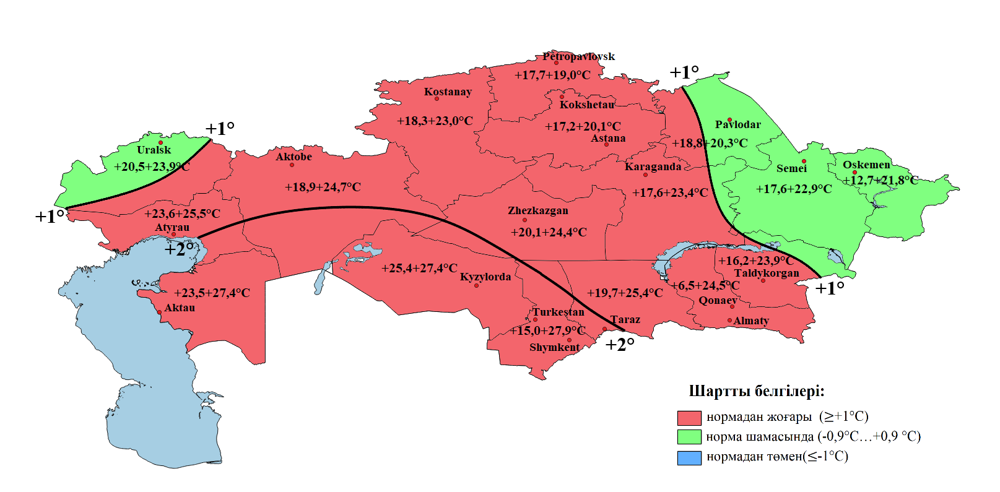 Petropavlovsk
+17,7+19,0°C
+1°
Kostanay
Kokshetau
+18,3+23,0°C
+17,2+20,1°C
Astana
Pavlodar
+18,8+20,3°C
+1°
Uralsk
+20,5+23,9°C
Aktobe
+18,9+24,7°C
Karaganda
+17,6+23,4°C
Semei
+17,6+22,9°C
Oskemen
+12,7+21,8°C
+1°
+23,6+25,5°C
Atyrau
+2°
Zhezkazgan
+20,1+24,4°C
+25,4+27,4°C
Kyzylorda
+16,2+23,9°C
Taldykorgan
+1°
+23,5+27,4°C
Aktau
+19,7+25,4°C
+6,5+24,5°C
Qonaev
Almaty
Turkestan
+15,0+27,9°C
Shymkent
Taraz
+2°
Шартты белгілері:
нормадан жоғары (≥+1°C)
норма шамасында (-0,9°C…+0,9 °C)
нормадан төмен(≤-1°C)